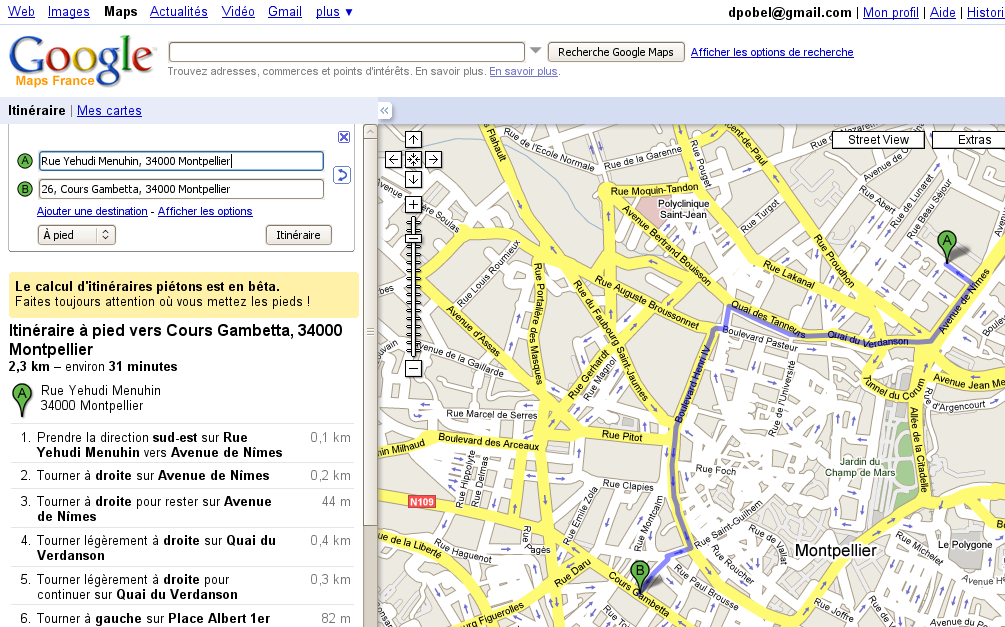 Web Images Maps Actualités Vidéo Gmail plus ▼
dpobel@gmail.com | Mon profil | Aide | Histori
Google
Maps France
Recherche Google Maps
Afficher les options de recherche
Trouvez adresses, commerces et points d'intérêts. En savoir plus. En savoir plus.
Itinéraire | Mes cartes
«
A
Rue Yehudi Menuhin, 34000 Montpellier
B
26, Cours Gambetta, 34000 Montpellier
Ajouter une destination - Afficher les options
À pied
Itinéraire
Le calcul d'itinéraires piétons est en bêta.
Faites toujours attention où vous mettez les pieds !
Itinéraire à pied vers Cours Gambetta, 34000
Montpellier
2,3 km – environ 31 minutes
A
Rue Yehudi Menuhin
34000 Montpellier
1. Prendre la direction sud-est sur Rue 0,1 km
Yehudi Menuhin vers Avenue de Nîmes
2. Tourner à droite sur Avenue de Nîmes 0,2 km
3. Tourner à droite pour rester sur Avenue 44 m
de Nîmes
4. Tourner légèrement à droite sur Quai du 0,4 km
Verdanson
5. Tourner légèrement à droite pour 0,3 km
continuer sur Quai du Verdanson
6. Tourner à gauche sur Place Albert 1er 82 m
Street View
Extras
Flahault
Rue de l'Ecole Normale
Rue de la Garenne
Rue Pouget
cent-de-Paul
Rue de Lunaret
Rue Abert
Rue Beau Séjour
Rue Moquin-Tandon
Polyclinique
Saint-Jean
Rue Turgot
Avenue Bertrand Bouisson
Rue Proudhon
Rue Lakanal
A
Rue Louis Roumieux
Rue Portalière des Masques
Rue du Faubourg Saint-Jaumes
Rue Auguste Broussonnet
Quai des Tanneurs
Quai du Verdanson
Avenue de Nîmes
Boulevard Pasteur
Avenue d'Assas
Avenue de la Gaillarde
Rue Gerhardt
Rue Magnol
Boulevard Henri IV
Rue de l'Université
Tunnel du Corum
Avenue Jean Me
d'Argencourt
Rue Marcel de Serres
Boulevard des Arceaux
Rue Pitot
in Milhaud
Allée de la Citadelle
Jardin du
Champ de Mars
Rue Hippolyte
Rue Delmas
Rue Foch
Rue Clapies
N109
Rue Emile Zola
Rue Montcalm
Rue Saint-Guilhem
ue de la Liberté
Rue Haguenot
Rue Pagès
Rue de Vallat
Montpellier
Rue Michelet
Le Polygone
Rue Daru
B
Cours Gambetta
Rue Roucher
Rue Paul Brousse
Avenue H
Rue Joffre
urg Figuerolles